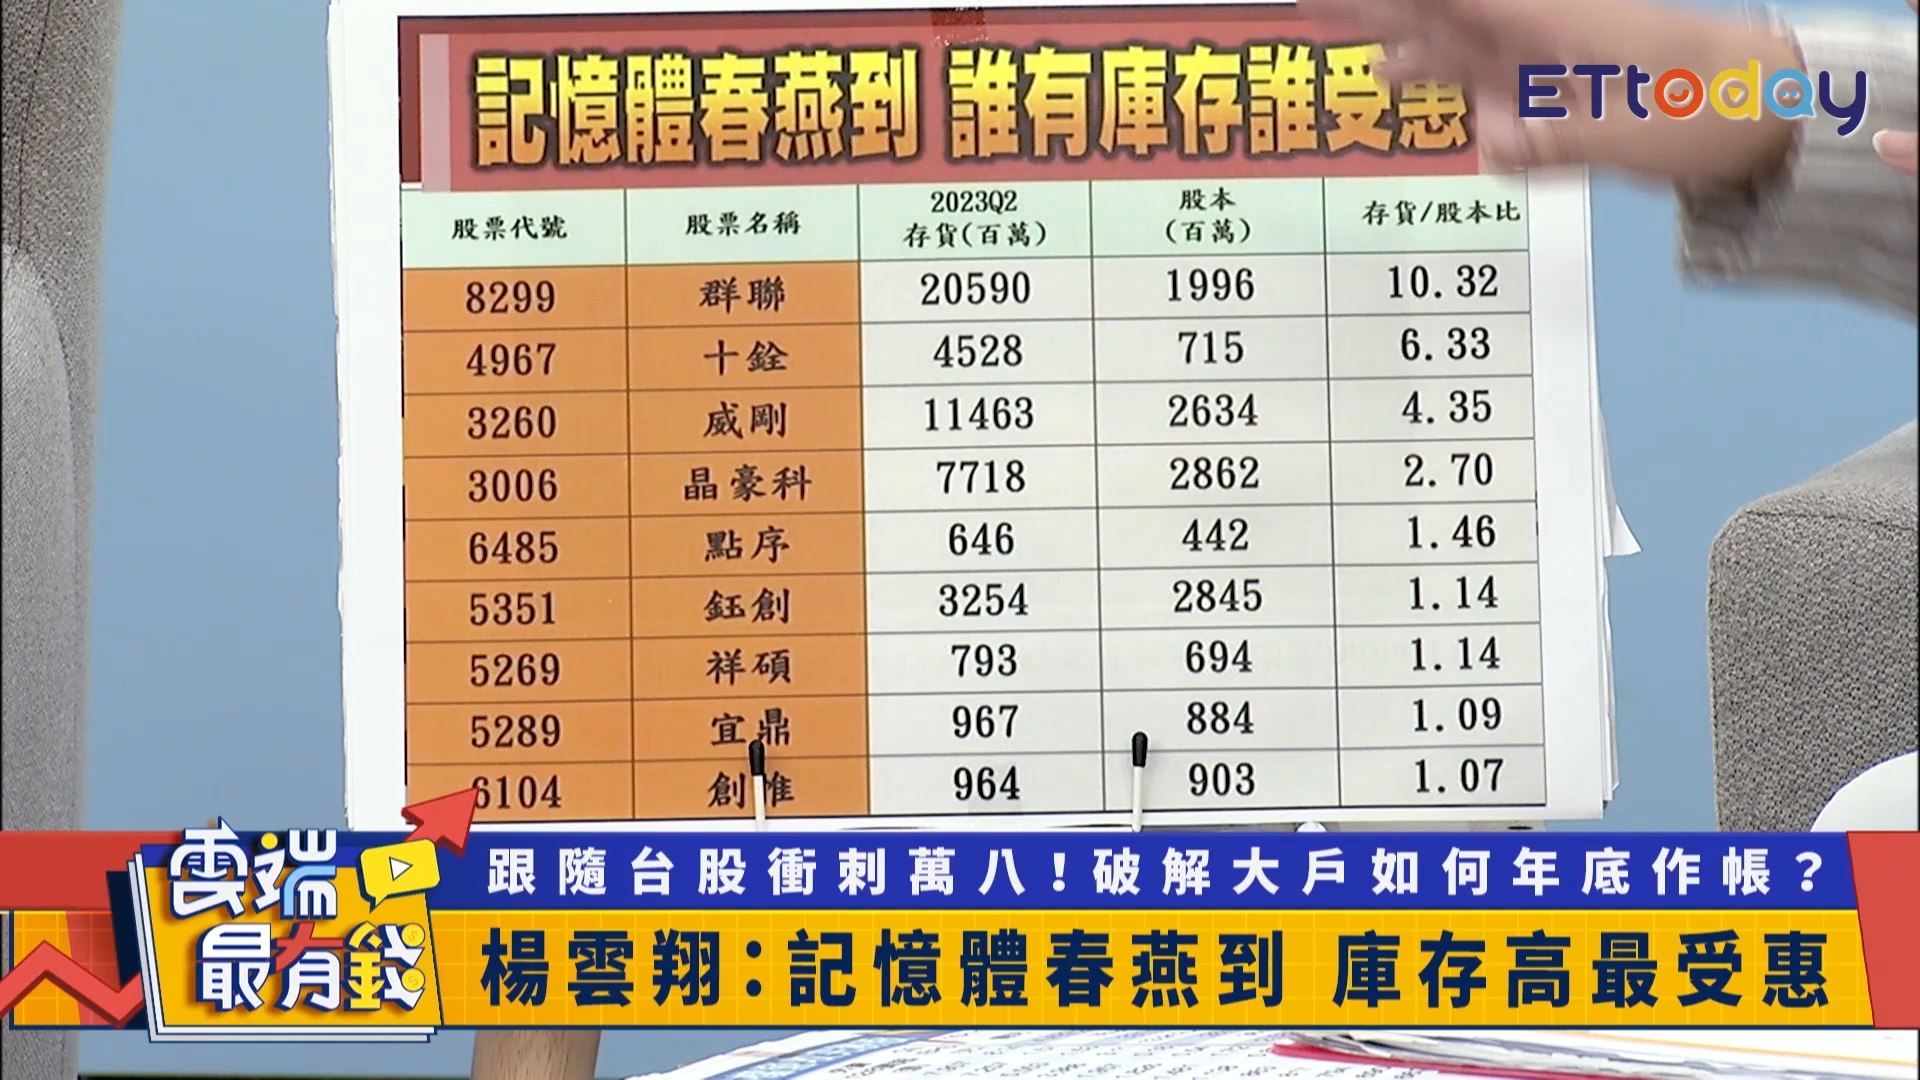 記憶體春燕到 誰有庫存誰受惠
ETtoday
股票代號 股票名稱 2023Q2 存貨(百萬) 股本 (百萬) 存貨/股本比
8299 群聯 20590 1996 10.32
4967 十銓 4528 715 6.33
3260 威剛 11463 2634 4.35
3006 晶豪科 7718 2862 2.70
6485 點序 646 442 1.46
5351 鈺創 3254 2845 1.14
5269 祥碩 793 694 1.14
5289 宜鼎 967 884 1.09
6104 創惟 964 903 1.07
雲端最有錢
跟隨台股衝刺萬八!破解大戶如何年底作帳?
楊雲翔:記憶體春燕到 庫存高最受惠